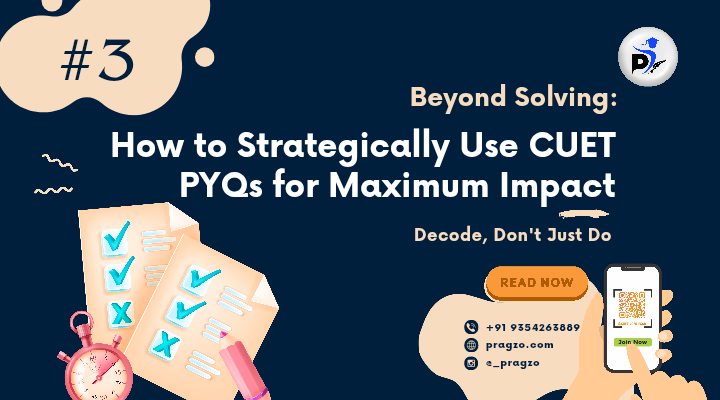 #3
Beyond Solving:
How to Strategically Use CUET
PYQs for Maximum Impact
Decode, Don't Just Do
READ NOW
+91 9354263889
pragzo.com
@_pragzo
Join Now